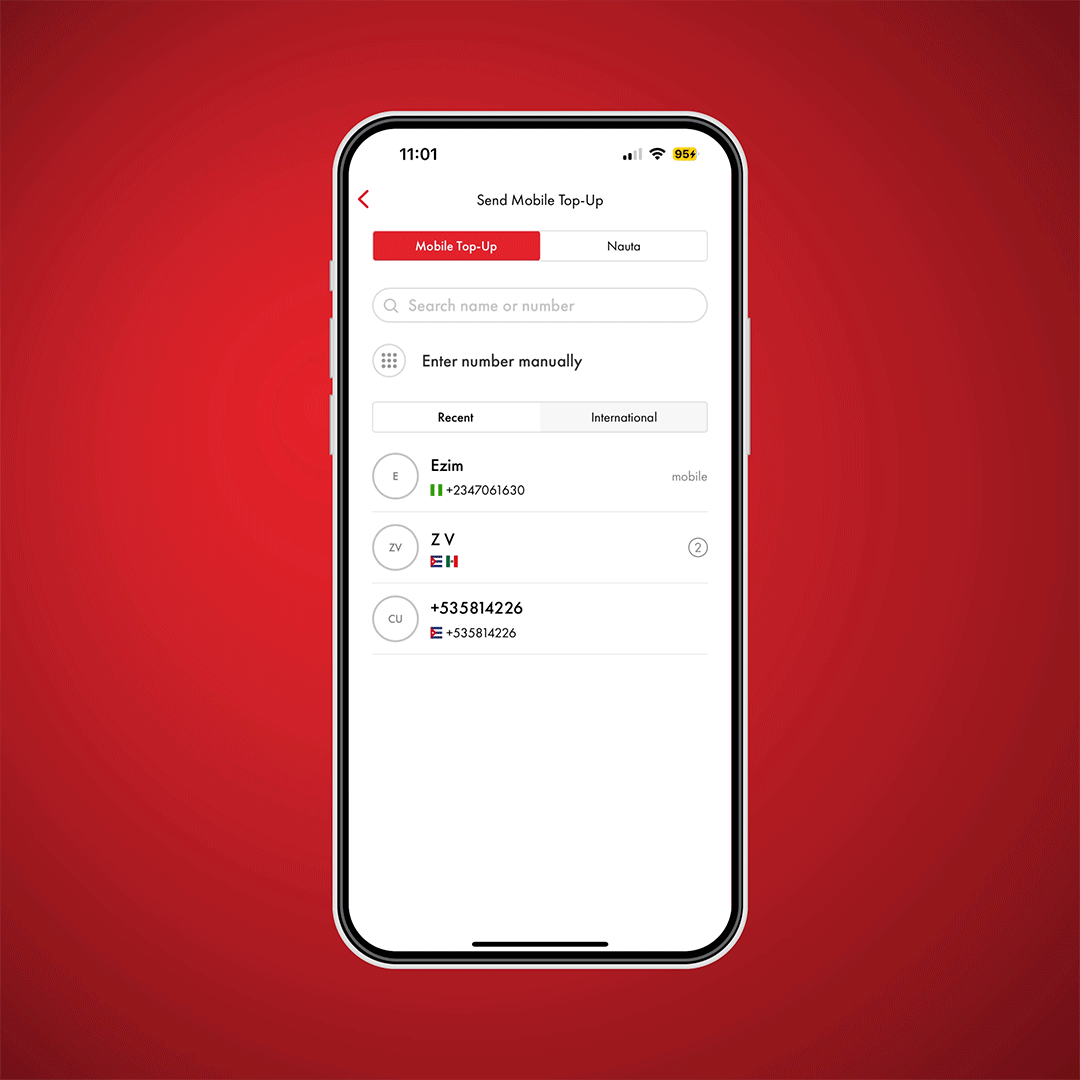 11:01
95
Send Mobile Top-Up
Mobile Top-Up
Nauta
Search name or number
Enter number manually
Recent
International
E
Ezim
+2347061630
mobile
ZV
Z V
2
CU
+535814226
+535814226